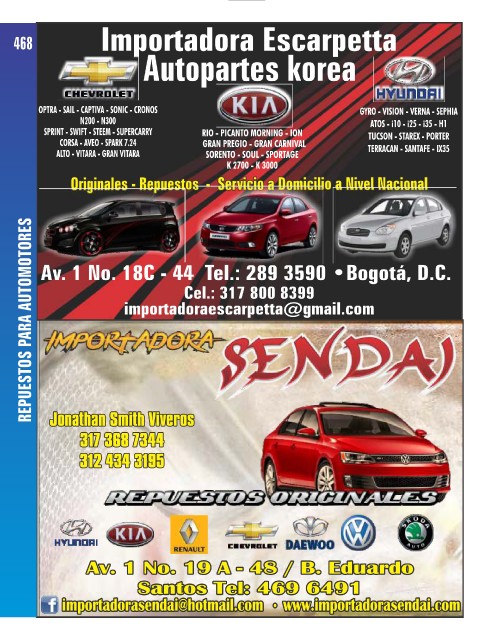 468
REPUESTOS PARA AUTOMOTORES
Importadora Escarpetta
Autopartes korea
CHEVROLET
OPTRA - SAIL - CAPTIVA - SONIC - CRONOS
N200 - N300
SPRINT - SWIFT - STEEM - SUPERCARRY
CORSA - AVEO - SPARK 7.24
ALTO - VITARA - GRAN VITARA
KIA
RIO - PICANTO MORNING - ION
GRAN PREGIO - GRAN CARNIVAL
SORENTO - SOUL - SPORTAGE
K 2700 - K 3000
HYUNDAI
GYRO - VISION - VERNA - SEPHIA
ATOS - i10 - i25 - i35 - H1
TUCSON - STAREX - PORTER
TERRACAN - SANTAFE - IX35
Originales - Repuestos - Servicio a Domicilio a Nivel Nacional
Av. 1 No. 18C - 44 Tel.: 289 3590 • Bogotá, D.C.
Cel.: 317 800 8399
importadoraescarpetta@gmail.com
IMPORTADORA SENDAI
Jonathan Smith Viveros
317 368 7344
312 434 3195
REPUESTOS ORIGINALES
HYUNDAI KIA RENAULT CHEVROLET DAEWOO SKODA AUTO
Av. 1 No. 19 A - 48 / B. Eduardo
Santos Tel: 469 6491
importadorasendai@hotmail.com • www.importadorasendai.com